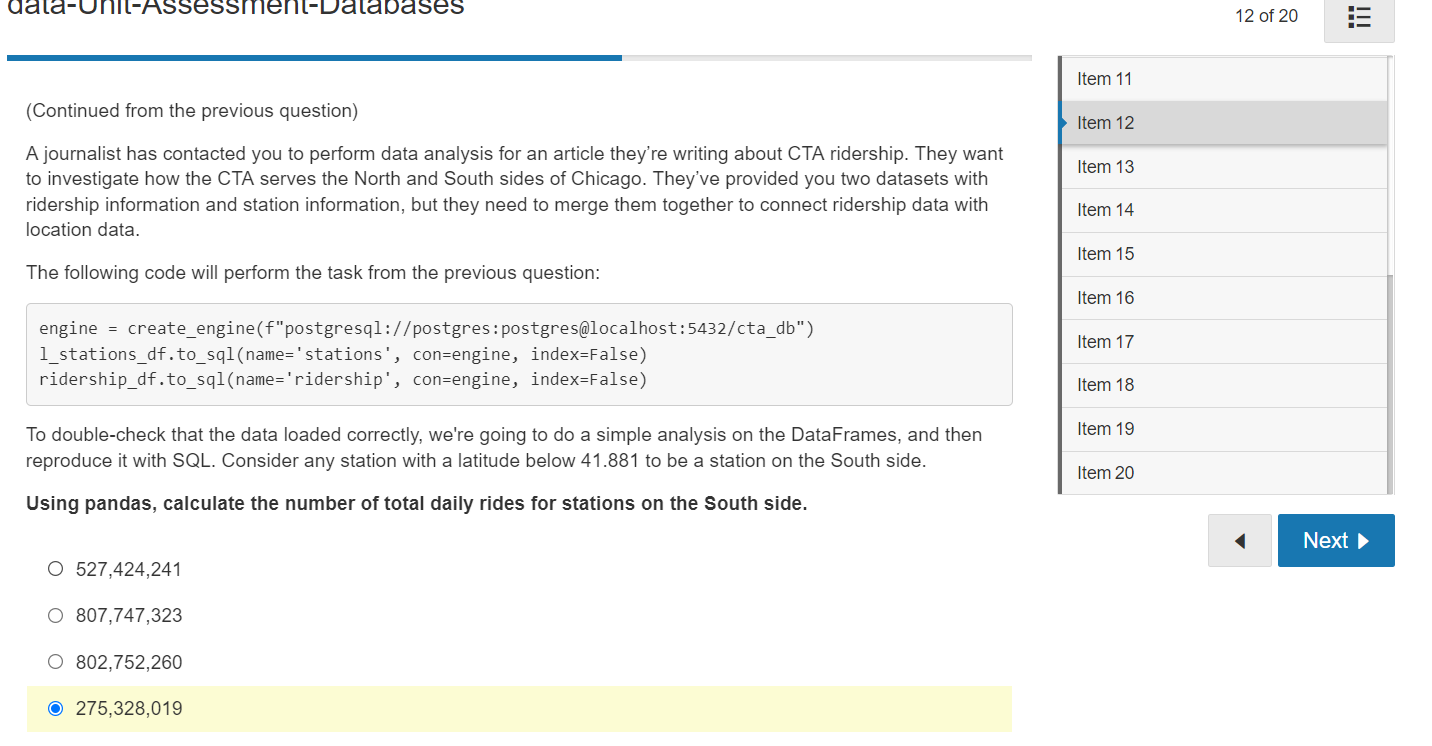 data-Unit-Assessment-Databases
12 of 20
(Continued from the previous question)
A journalist has contacted you to perform data analysis for an article they’re writing about CTA ridership. They want
to investigate how the CTA serves the North and South sides of Chicago. They’ve provided you two datasets with
ridership information and station information, but they need to merge them together to connect ridership data with
location data.
The following code will perform the task from the previous question:
engine = create_engine(f"postgresql://postgres:postgres@localhost:5432/cta_db")
l_stations_df.to_sql(name='stations', con=engine, index=False)
ridership_df.to_sql(name='ridership', con=engine, index=False)
To double-check that the data loaded correctly, we're going to do a simple analysis on the DataFrames, and then
reproduce it with SQL. Consider any station with a latitude below 41.881 to be a station on the South side.
Using pandas, calculate the number of total daily rides for stations on the South side.
527,424,241
807,747,323
802,752,260
275,328,019
Item 11
Item 12
Item 13
Item 14
Item 15
Item 16
Item 17
Item 18
Item 19
Item 20
Next